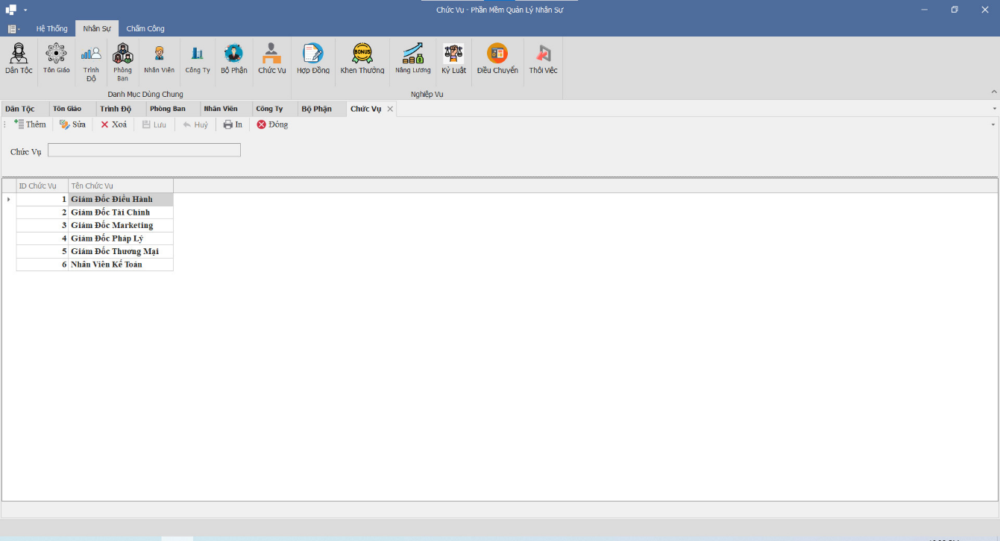 Chức Vụ - Phần Mềm Quản Lý Nhân Sự
Hệ Thống Nhân Sự Chấm Công
Dân Tộc Tôn Giáo Trình Độ Phòng Ban Nhân Viên Công Ty Bộ Phận Chức Vụ Hợp Đồng Khen Thưởng Nâng Lương Kỷ Luật Điều Chuyển Thôi Việc
BONUS
Danh Mục Dùng Chung Nghiệp Vụ
Dân Tộc Tôn Giáo Trình Độ Phòng Ban Nhân Viên Công Ty Bộ Phận Chức Vụ
Thêm Sửa Xoá Lưu Huỷ In Đóng
Chức Vụ
ID Chức Vụ Tên Chức Vụ
1 Giám Đốc Điều Hành
2 Giám Đốc Tài Chính
3 Giám Đốc Marketing
4 Giám Đốc Pháp Lý
5 Giám Đốc Thương Mại
6 Nhân Viên Kế Toán